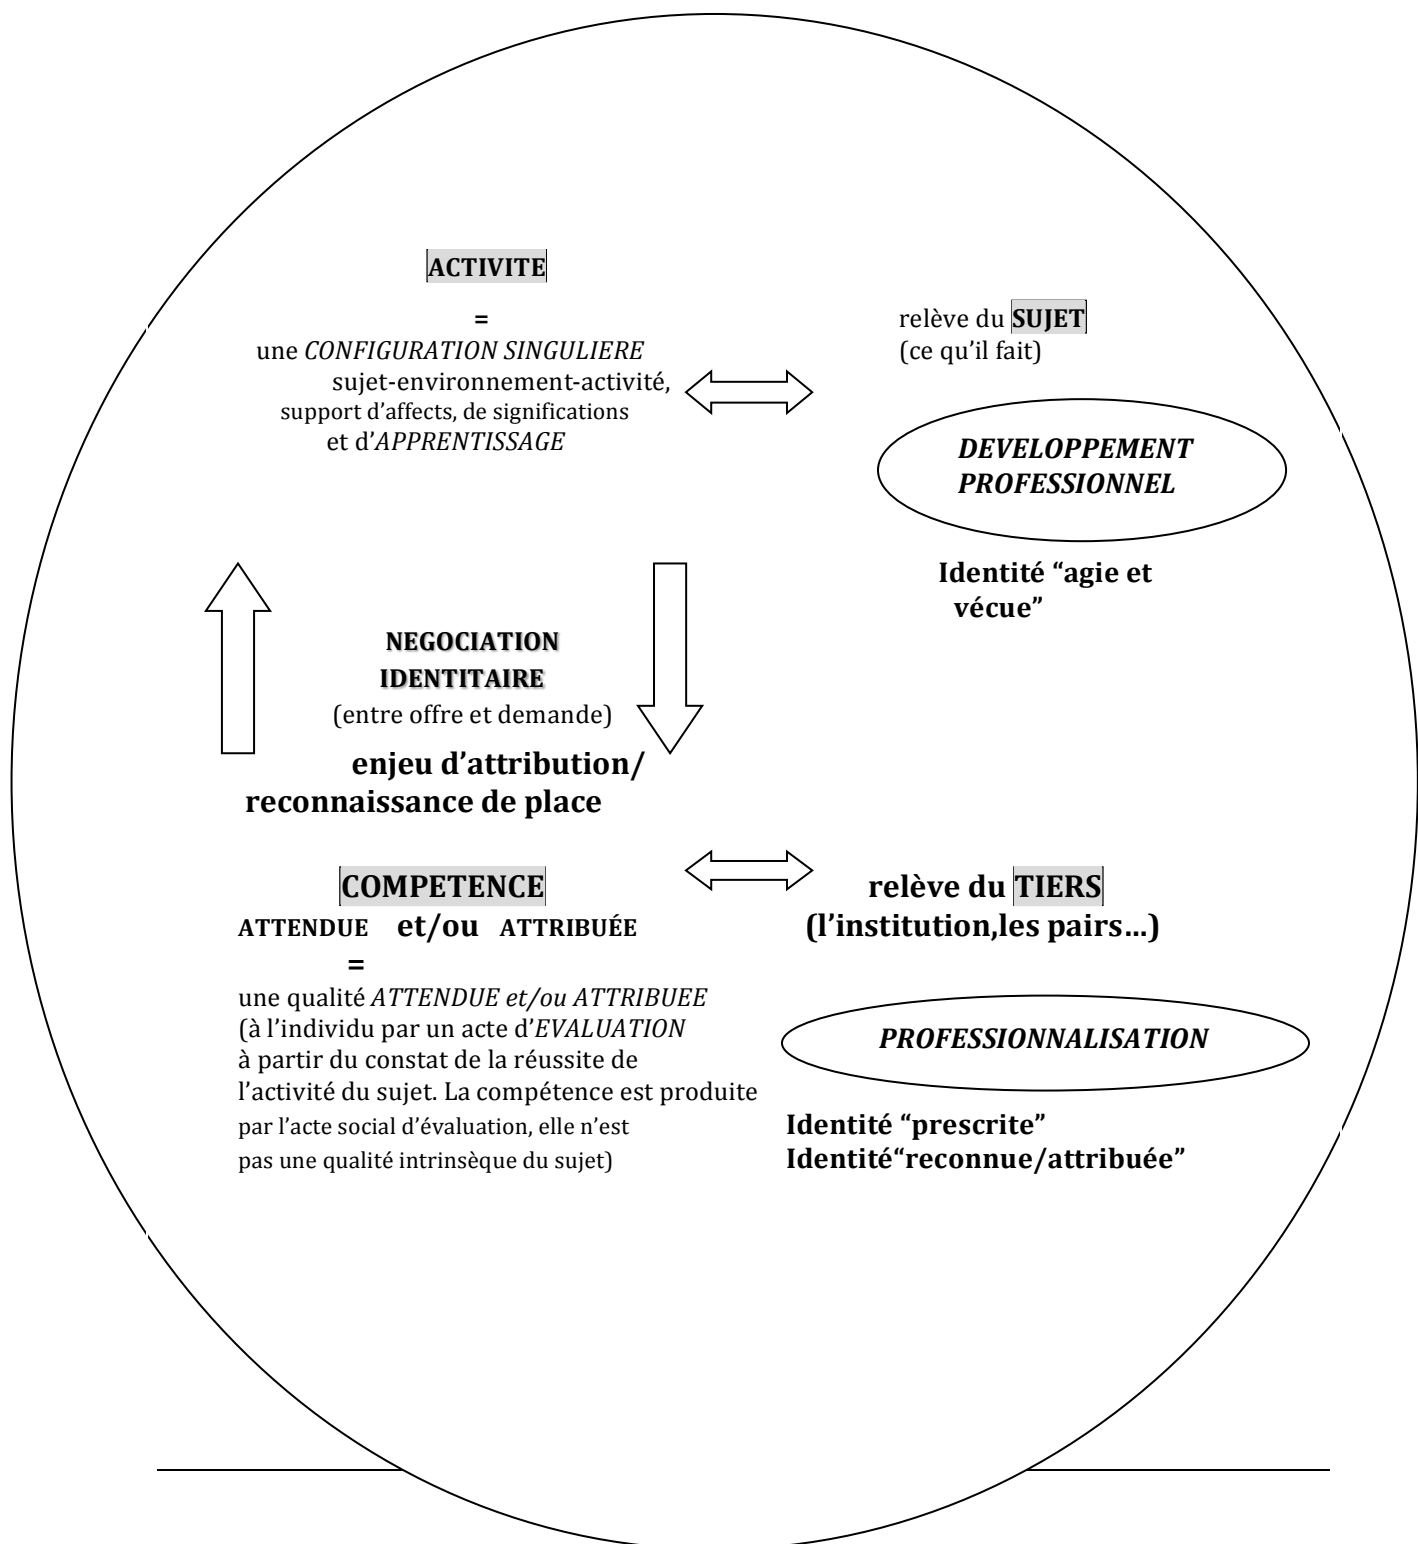 ACTIVITE
=
une CONFIGURATION SINGULIERE
sujet-environnement-activité,
support d’affects, de significations
et d’APPRENTISSAGE
relève du SUJET
(ce qu’il fait)
DEVELOPPEMENT
PROFESSIONNEL
Identité “agie et
vécue”
NEGOCIATION
IDENTITAIRE
(entre offre et demande)
enjeu d’attribution/
reconnaissance de place
COMPETENCE
ATTENDUE et/ou ATTRIBUÉE
=
une qualité ATTENDUE et/ou ATTRIBUEE
(à l’individu par un acte d’EVALUATION
à partir du constat de la réussite de
l’activité du sujet. La compétence est produite
par l’acte social d’évaluation, elle n’est
pas une qualité intrinsèque du sujet)
relève du TIERS
(l’institution,les pairs…)
PROFESSIONNALISATION
Identité “prescrite”
Identité“reconnue/attribuée”